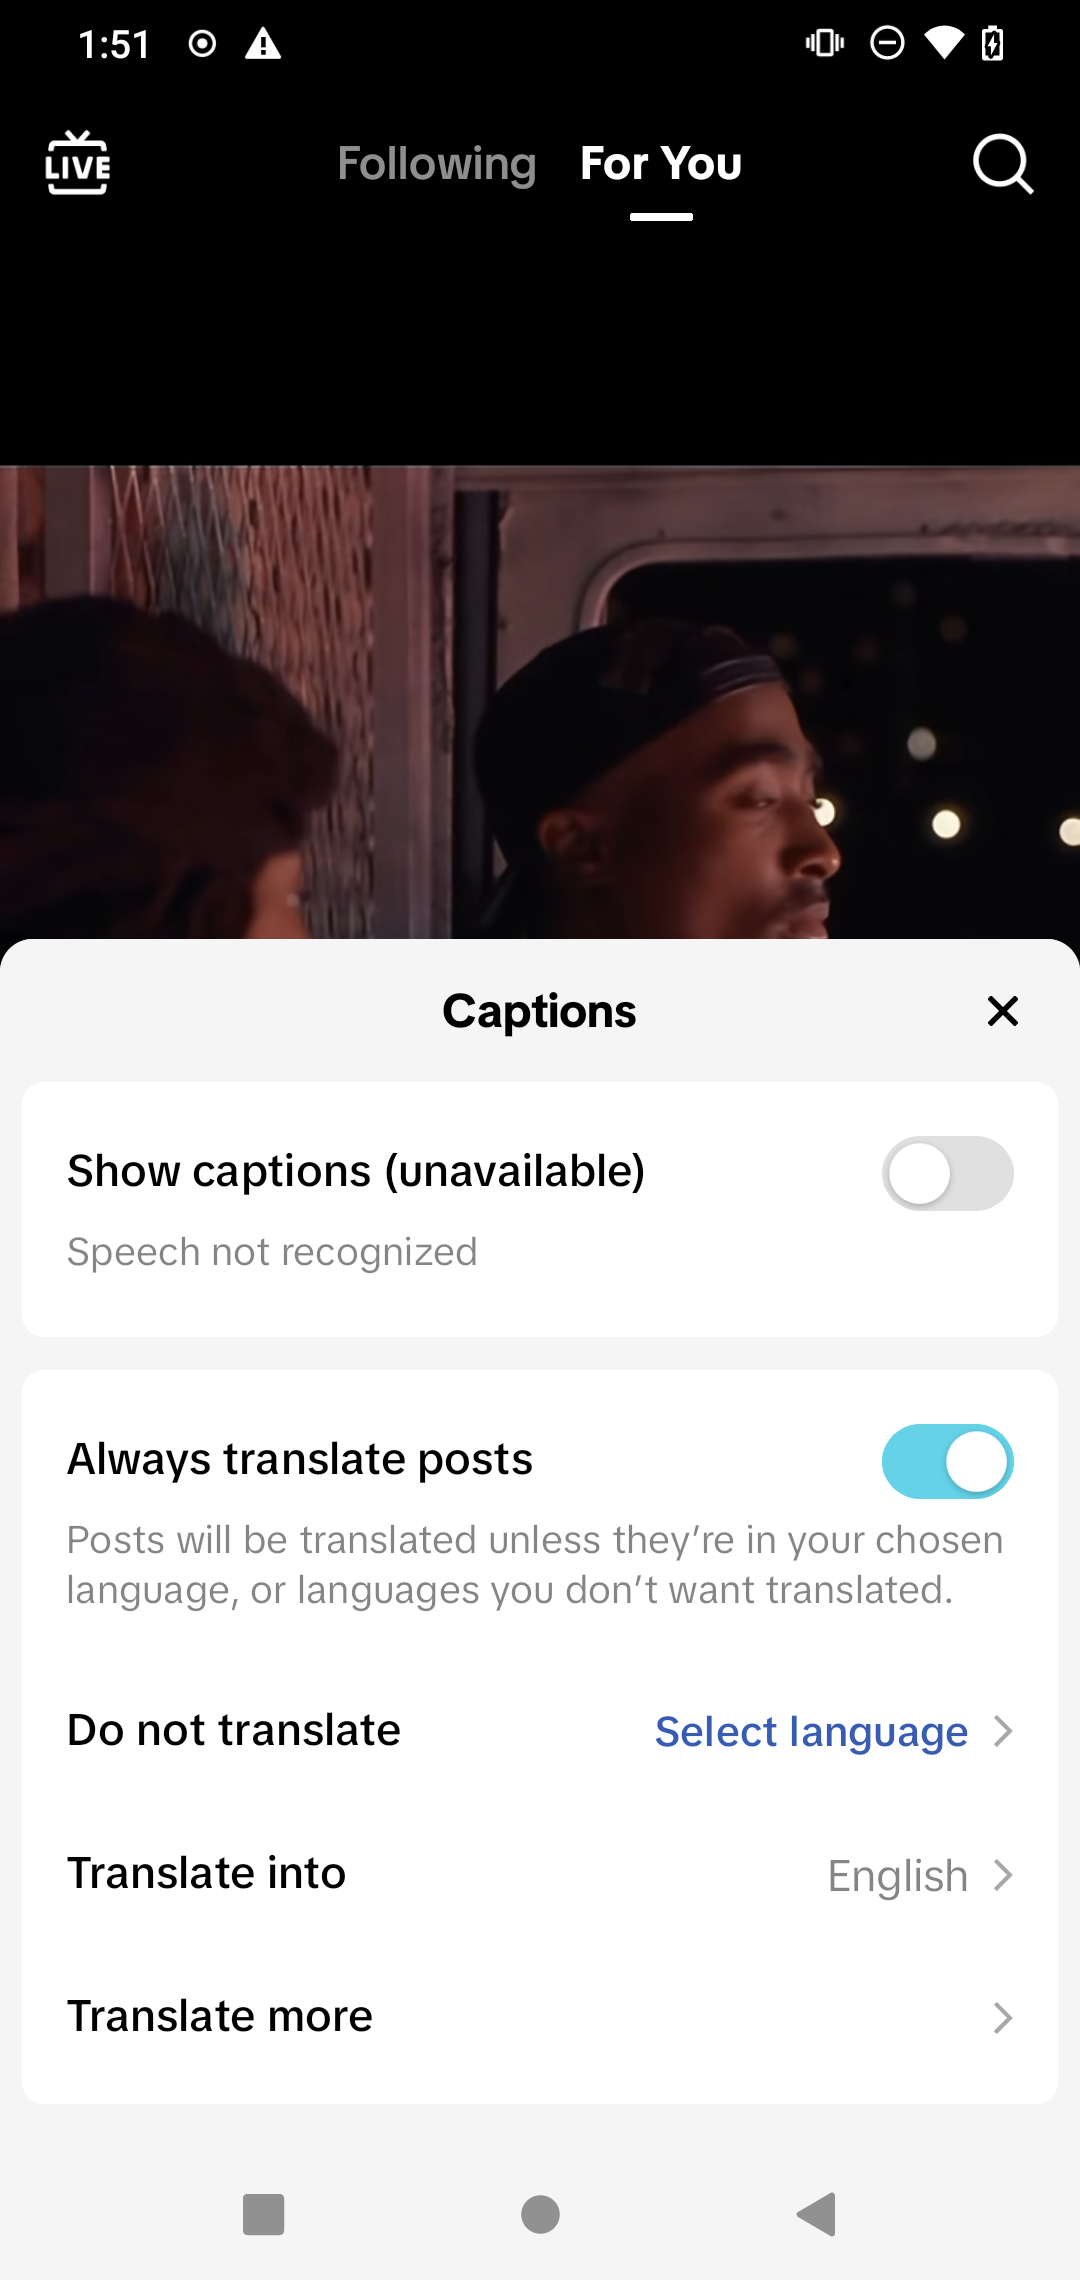 1:51
LIVE
Following For You
Captions
Show captions (unavailable)
Speech not recognized
Always translate posts
Posts will be translated unless they’re in your chosen
language, or languages you don’t want translated.
Do not translate Select language
Translate into English
Translate more